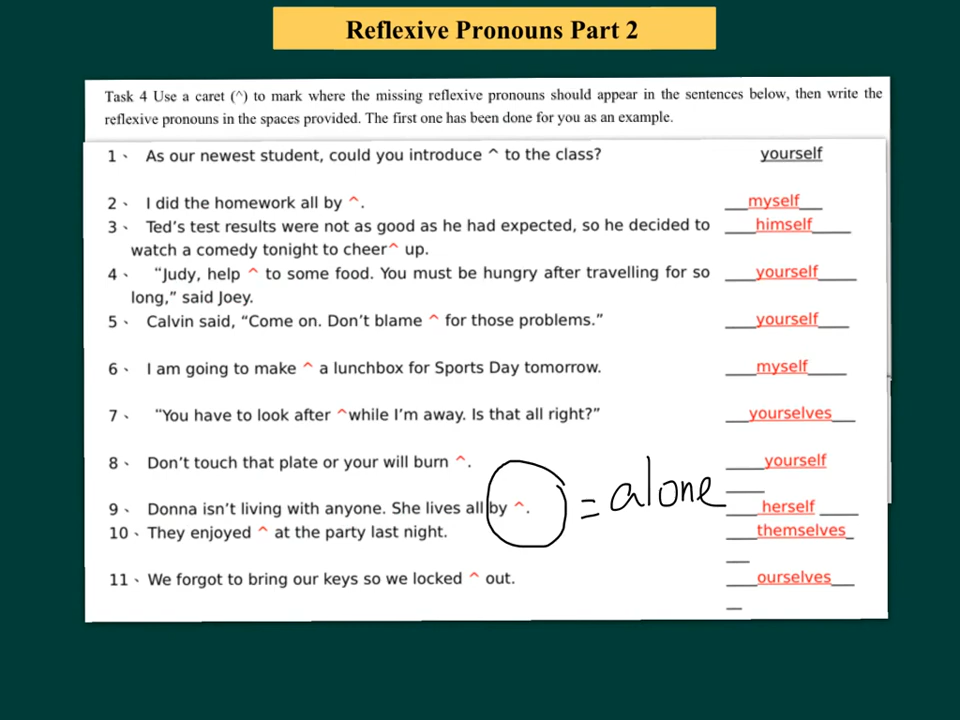 Reflexive Pronouns Part 2
Task 4 Use a caret (^) to mark where the missing reflexive pronouns should appear in the sentences below, then write the
reflexive pronouns in the spaces provided. The first one has been done for you as an example.
1、 As our newest student, could you introduce ^ to the class? yourself
2、 I did the homework all by ^. ___myself___
3、 Ted’s test results were not as good as he had expected, so he decided to ____himself_____
watch a comedy tonight to cheer^ up.
4、 “Judy, help ^ to some food. You must be hungry after travelling for so ____yourself_____
long,” said Joey.
5、 Calvin said, “Come on. Don’t blame ^ for those problems.” ____yourself____
6、 I am going to make ^ a lunchbox for Sports Day tomorrow. ____myself_____
7、 “You have to look after ^while I’m away. Is that all right?” ___yourselves___
8、 Don’t touch that plate or your will burn ^. _____yourself
_____
9、 Donna isn’t living with anyone. She lives all by ^. = alone ____herself _____
10、 They enjoyed ^ at the party last night. ____themselves_
___
11、 We forgot to bring our keys so we locked ^ out. ____ourselves___
__